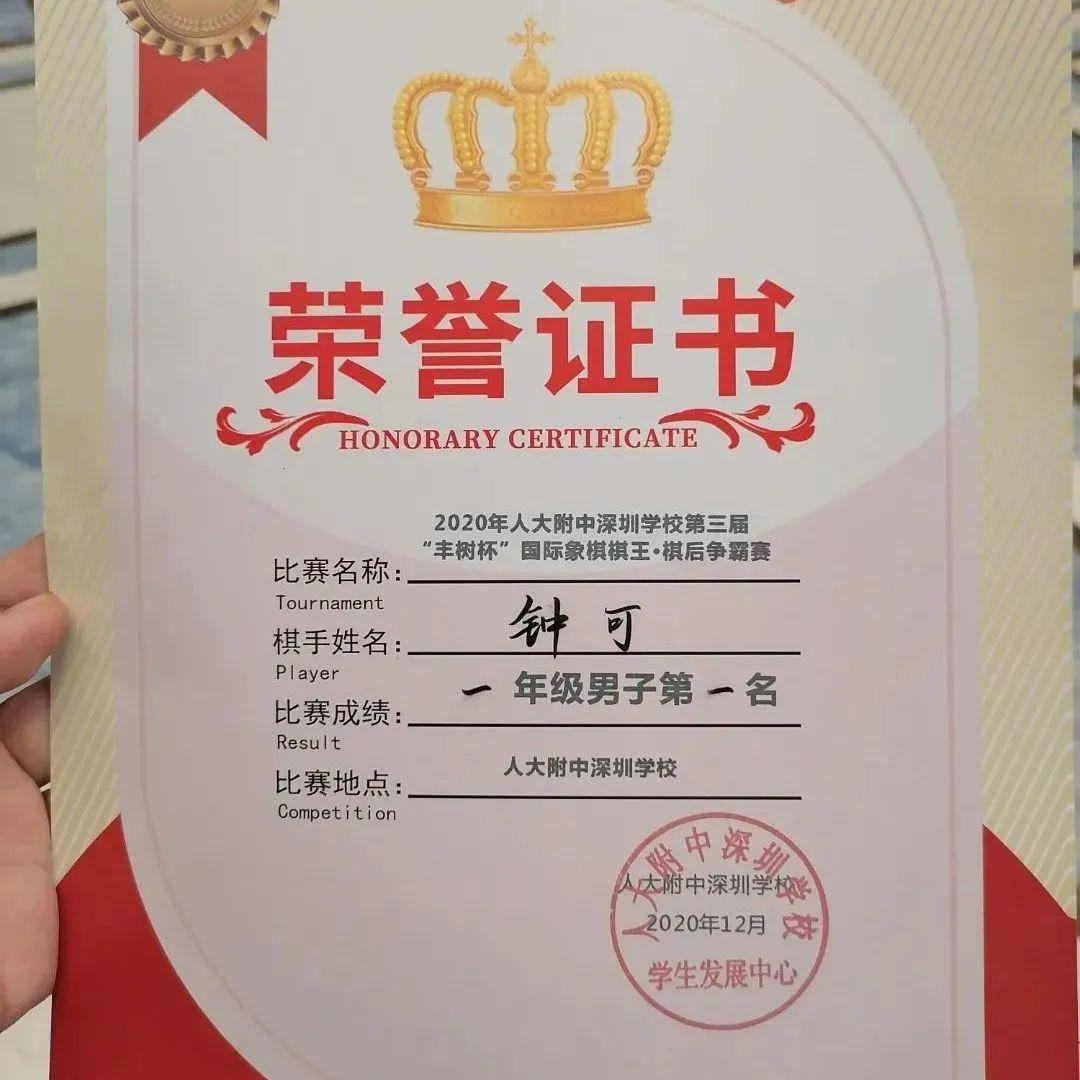 荣誉证书
HONORARY CERTIFICATE
2020年人大附中深圳学校第三届
“丰树杯”国际象棋棋王·棋后争霸赛
比赛名称：
Tournament
棋手姓名：钟可
Player
比赛成绩：一年级男子第一名
Result
比赛地点：人大附中深圳学校
Competition
人大附中深圳学校
人大附中深圳学校
2020年12月
学生发展中心